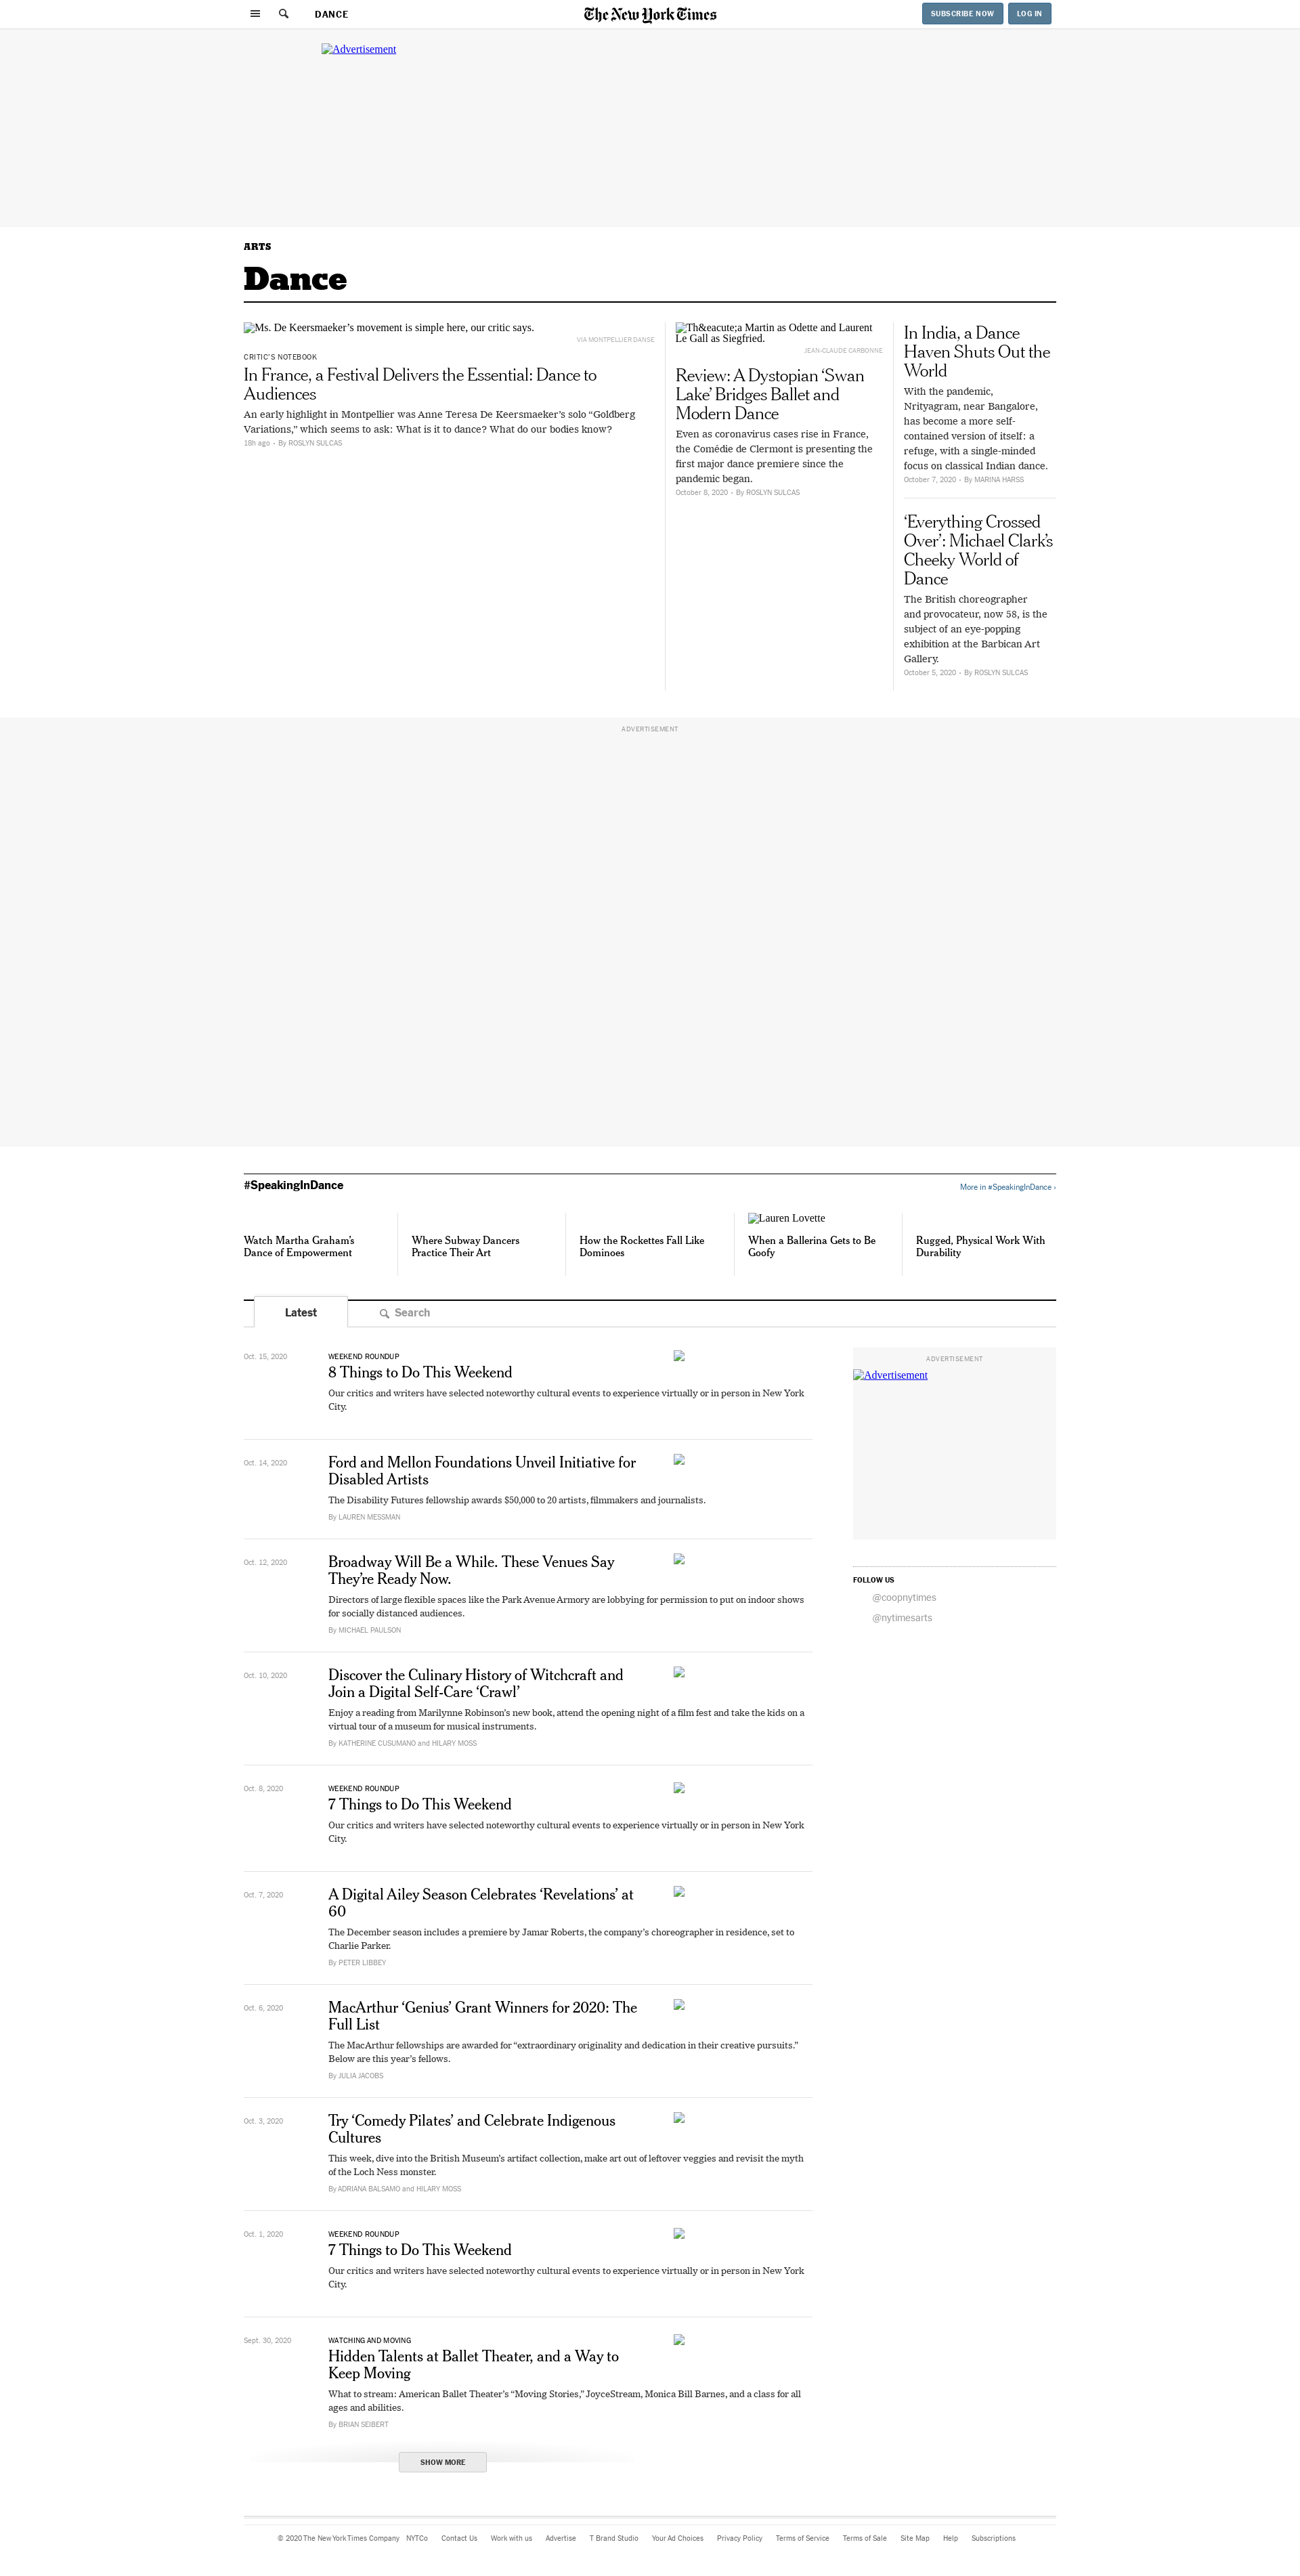 DANCE
The New York Times
SUBSCRIBE NOW
LOG IN
Advertisement
ARTS
Dance
Ms. De Keersmaeker’s movement is simple here, our critic says.
VIA MONTPELLIER DANSE
CRITIC’S NOTEBOOK
In France, a Festival Delivers the Essential: Dance to
Audiences
An early highlight in Montpellier was Anne Teresa De Keersmaeker’s solo “Goldberg
Variations,” which seems to ask: What is it to dance? What do our bodies know?
18h ago • By ROSLYN SULCAS
Th&eacute;a Martin as Odette and Laurent
Le Gall as Siegfried.
JEAN-CLAUDE CARBONNE
Review: A Dystopian ‘Swan
Lake’ Bridges Ballet and
Modern Dance
Even as coronavirus cases rise in France,
the Comédie de Clermont is presenting the
first major dance premiere since the
pandemic began.
October 8, 2020 • By ROSLYN SULCAS
In India, a Dance
Haven Shuts Out the
World
With the pandemic,
Nrityagram, near Bangalore,
has become a more self-
contained version of itself: a
refuge, with a single-minded
focus on classical Indian dance.
October 7, 2020 • By MARINA HARSS
‘Everything Crossed
Over’: Michael Clark’s
Cheeky World of
Dance
The British choreographer
and provocateur, now 58, is the
subject of an eye-popping
exhibition at the Barbican Art
Gallery.
October 5, 2020 • By ROSLYN SULCAS
ADVERTISEMENT
#SpeakingInDance
More in #SpeakingInDance ›
Watch Martha Graham’s
Dance of Empowerment
Where Subway Dancers
Practice Their Art
How the Rockettes Fall Like
Dominoes
Lauren Lovette
When a Ballerina Gets to Be
Goofy
Rugged, Physical Work With
Durability
Latest
Search
Oct. 15, 2020
WEEKEND ROUNDUP
8 Things to Do This Weekend
Our critics and writers have selected noteworthy cultural events to experience virtually or in person in New York
City.
Oct. 14, 2020
Ford and Mellon Foundations Unveil Initiative for
Disabled Artists
The Disability Futures fellowship awards $50,000 to 20 artists, filmmakers and journalists.
By LAUREN MESSMAN
Oct. 12, 2020
Broadway Will Be a While. These Venues Say
They’re Ready Now.
Directors of large flexible spaces like the Park Avenue Armory are lobbying for permission to put on indoor shows
for socially distanced audiences.
By MICHAEL PAULSON
Oct. 10, 2020
Discover the Culinary History of Witchcraft and
Join a Digital Self-Care ‘Crawl’
Enjoy a reading from Marilynne Robinson’s new book, attend the opening night of a film fest and take the kids on a
virtual tour of a museum for musical instruments.
By KATHERINE CUSUMANO and HILARY MOSS
Oct. 8, 2020
WEEKEND ROUNDUP
7 Things to Do This Weekend
Our critics and writers have selected noteworthy cultural events to experience virtually or in person in New York
City.
Oct. 7, 2020
A Digital Ailey Season Celebrates ‘Revelations’ at
60
The December season includes a premiere by Jamar Roberts, the company’s choreographer in residence, set to
Charlie Parker.
By PETER LIBBEY
Oct. 6, 2020
MacArthur ‘Genius’ Grant Winners for 2020: The
Full List
The MacArthur fellowships are awarded for “extraordinary originality and dedication in their creative pursuits.”
Below are this year’s fellows.
By JULIA JACOBS
Oct. 3, 2020
Try ‘Comedy Pilates’ and Celebrate Indigenous
Cultures
This week, dive into the British Museum’s artifact collection, make art out of leftover veggies and revisit the myth
of the Loch Ness monster.
By ADRIANA BALSAMO and HILARY MOSS
Oct. 1, 2020
WEEKEND ROUNDUP
7 Things to Do This Weekend
Our critics and writers have selected noteworthy cultural events to experience virtually or in person in New York
City.
Sept. 30, 2020
WATCHING AND MOVING
Hidden Talents at Ballet Theater, and a Way to
Keep Moving
What to stream: American Ballet Theater’s “Moving Stories,” JoyceStream, Monica Bill Barnes, and a class for all
ages and abilities.
By BRIAN SEIBERT
SHOW MORE
ADVERTISEMENT
Advertisement
FOLLOW US
@coopnytimes
@nytimesarts
© 2020 The New York Times Company NYTCo Contact Us Work with us Advertise T Brand Studio Your Ad Choices Privacy Policy Terms of Service Terms of Sale Site Map Help Subscriptions